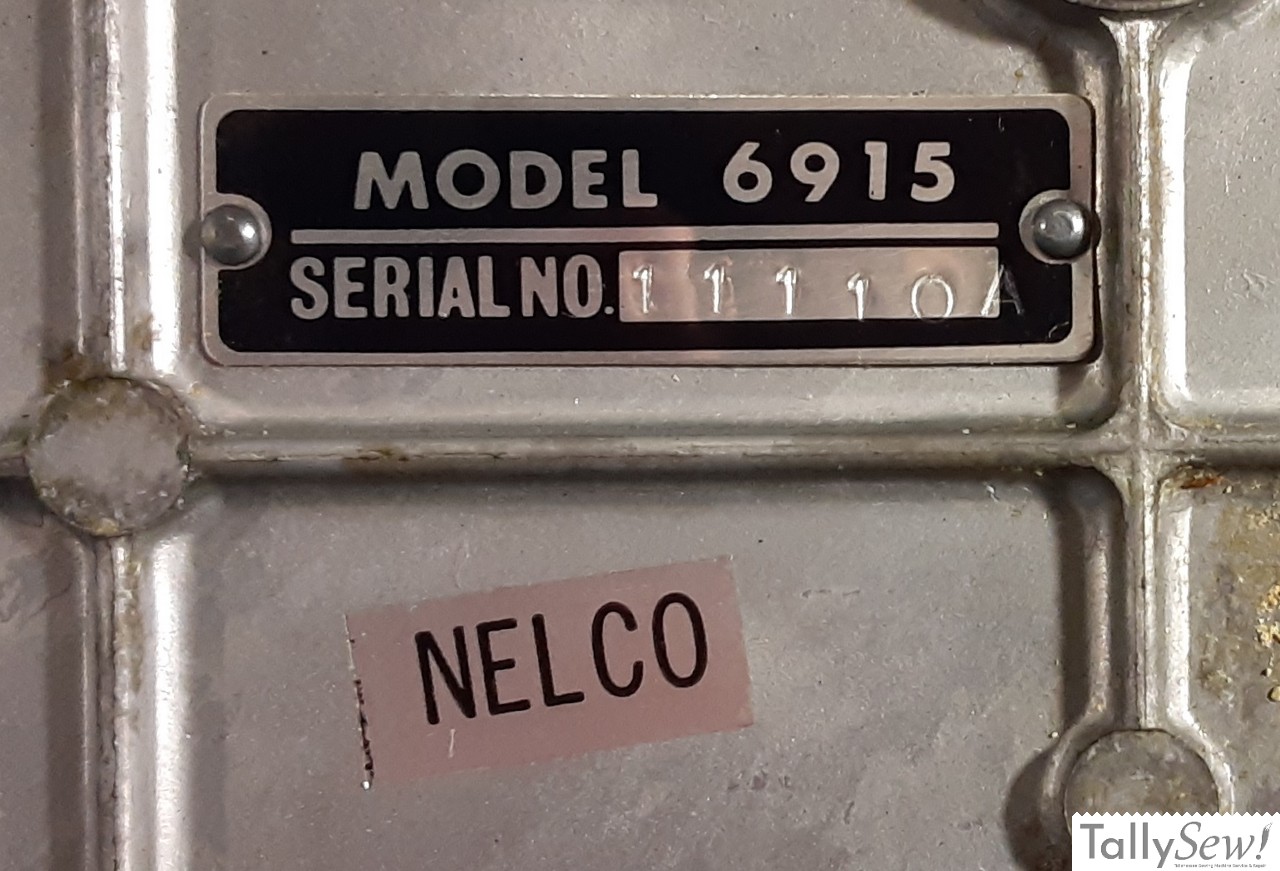 MODEL 6915
SERIAL NO. 11110A
NELCO
TallySew!